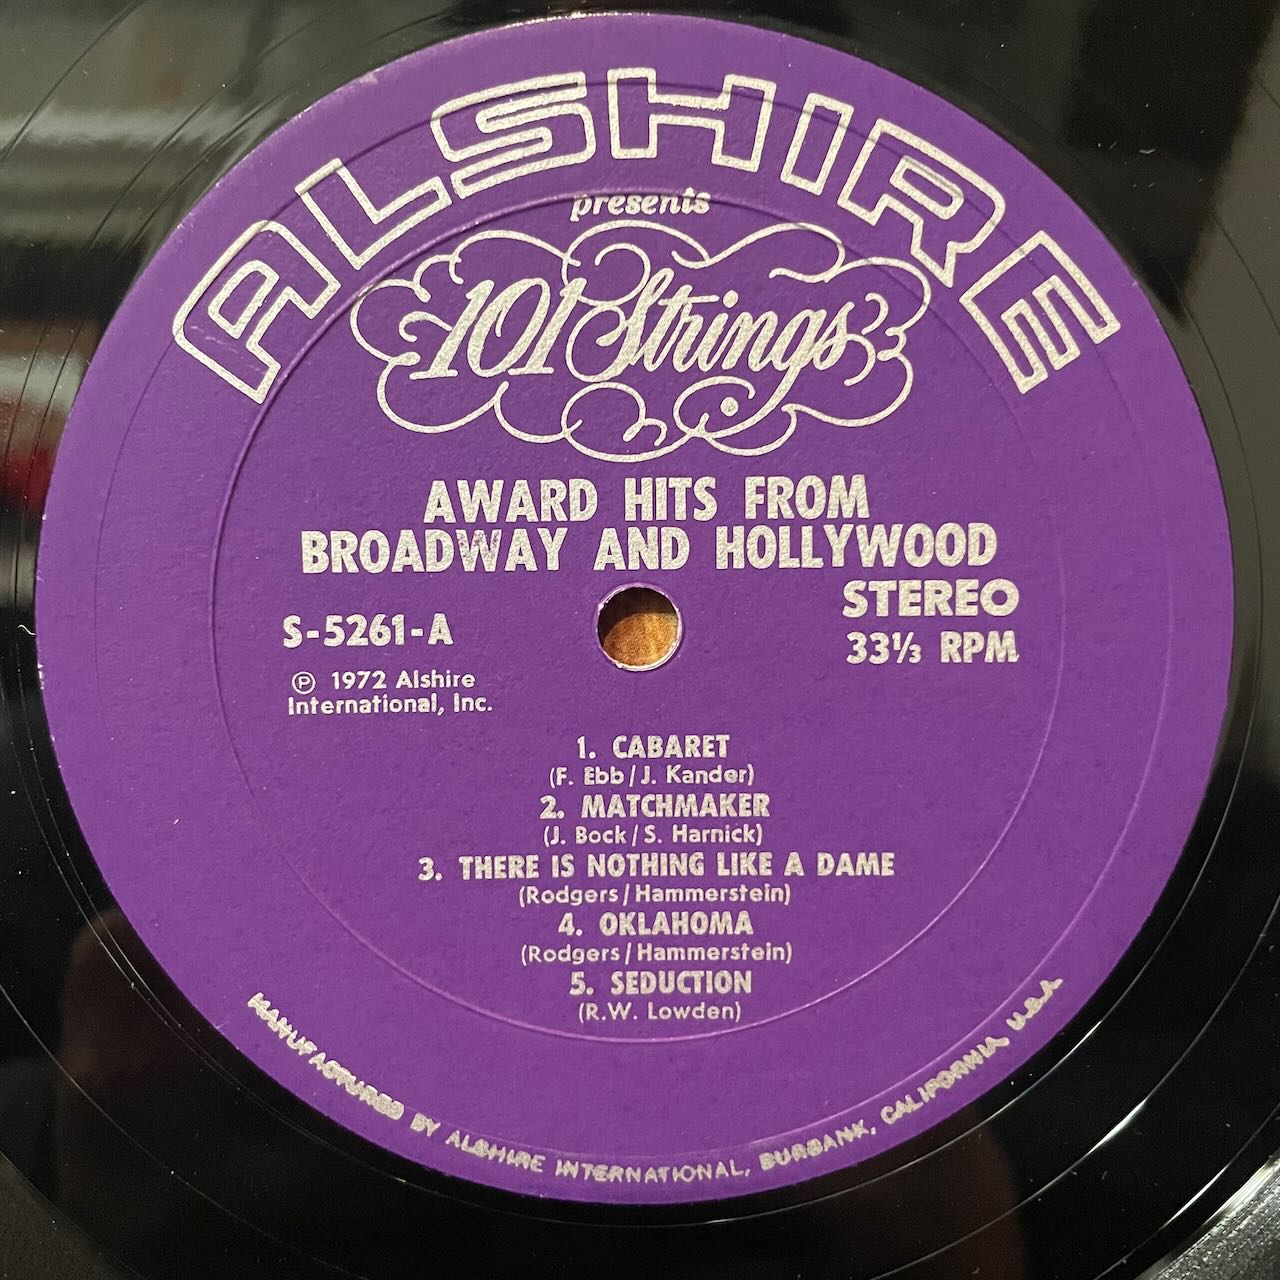 ALSHIRE
presents
101 Strings
AWARD HITS FROM
BROADWAY AND HOLLYWOOD
STEREO
S-5261-A
33⅓ RPM
℗ 1972 Alshire
International, Inc.
1. CABARET
(F. Ebb/J. Kander)
2. MATCHMAKER
(J. Bock/S. Harnick)
3. THERE IS NOTHING LIKE A DAME
(Rodgers/Hammerstein)
4. OKLAHOMA
(Rodgers/Hammerstein)
5. SEDUCTION
(R.W. Lowden)
MANUFACTURED BY ALSHIRE INTERNATIONAL, BURBANK, CALIFORNIA, U.S.A.